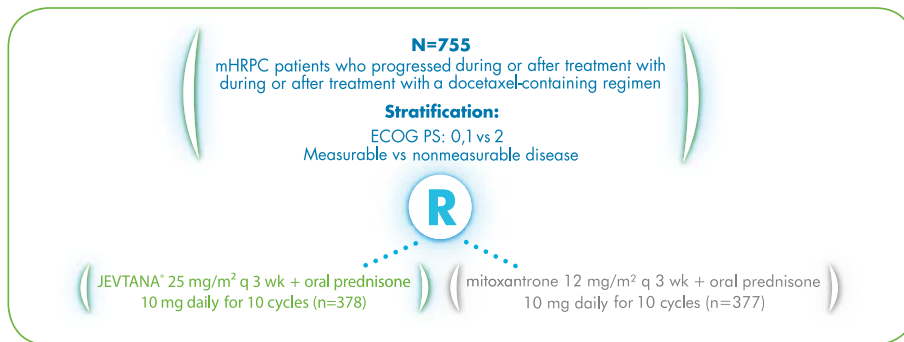 N=755
mHRPC patients who progressed during or after treatment with
during or after treatment with a docetaxel-containing regimen
Stratification:
ECOG PS: 0,1 vs 2
Measurable vs nonmeasurable disease
R
JEVTANA® 25 mg/m² q 3 wk + oral prednisone
10 mg daily for 10 cycles (n=378)
mitoxantrone 12 mg/m² q 3 wk + oral prednisone
10 mg daily for 10 cycles (n=377)